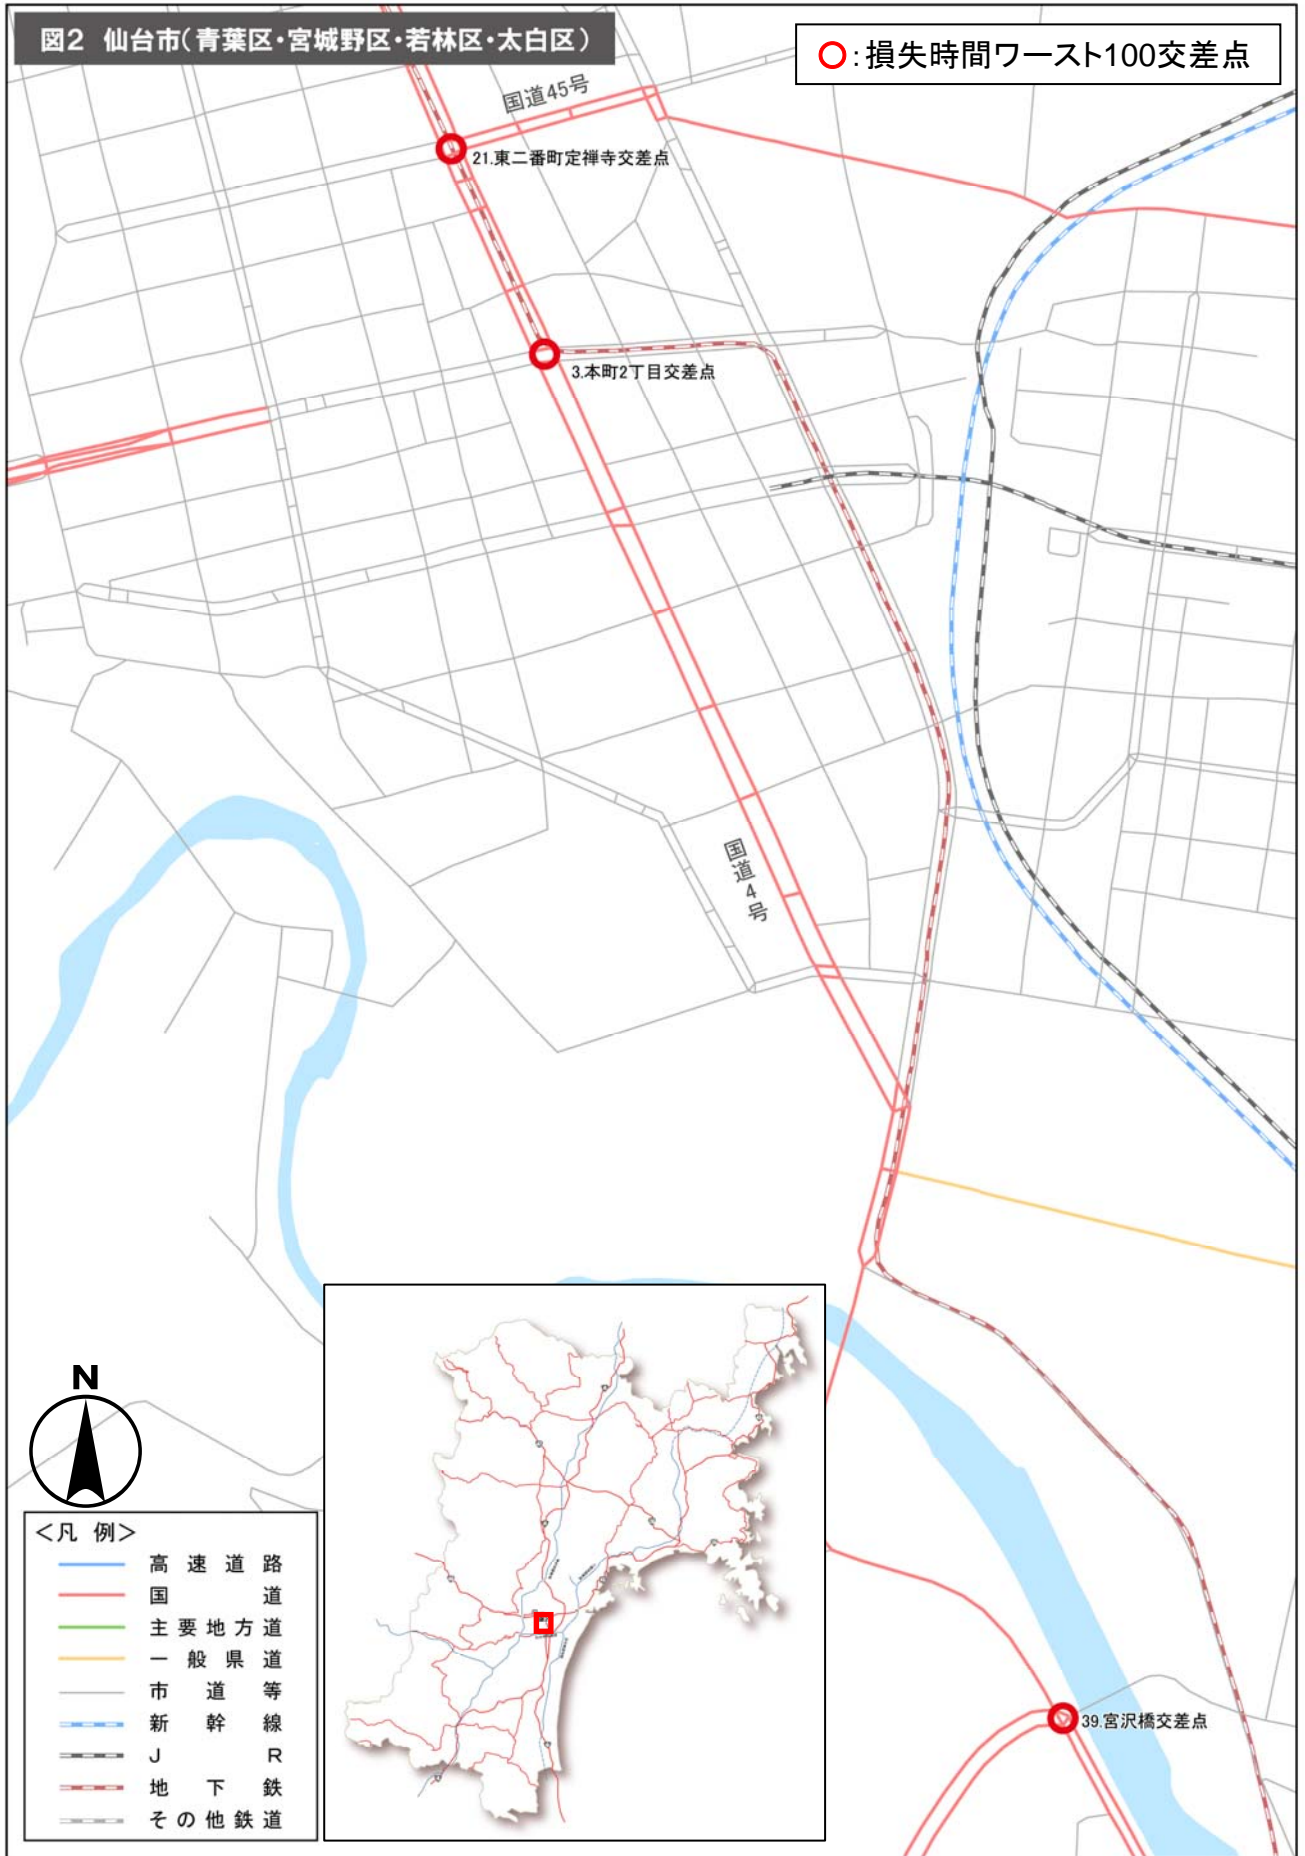 図2 仙台市(青葉区・宮城野区・若林区・太白区)
○:損失時間ワースト100交差点
国道45号
21.東二番町定禅寺交差点
3.本町2丁目交差点
国道4号
N
<凡 例>
高速道路
国道
主要地方道
一般県道
市道等
新幹線
JR
地下鉄
その他鉄道
39.宮沢橋交差点